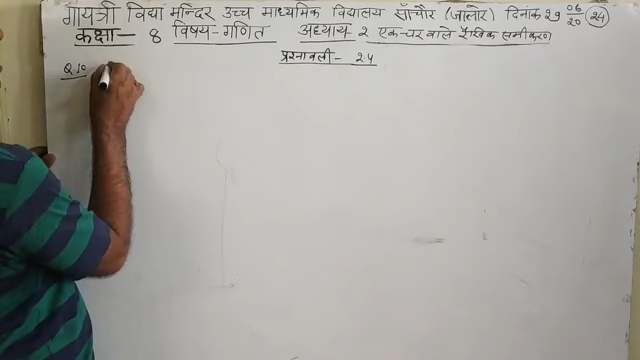 गायत्री विद्या मन्दिर उच्च माध्यमिक विद्यालय साँचौर (जालोर) दिनांक 29 06/20 (24)
कक्षा- 8 विषय-गणित अध्याय २ एक-चर वाले रैखिक समीकरण
प्रश्नावली- 2.4
Q.10